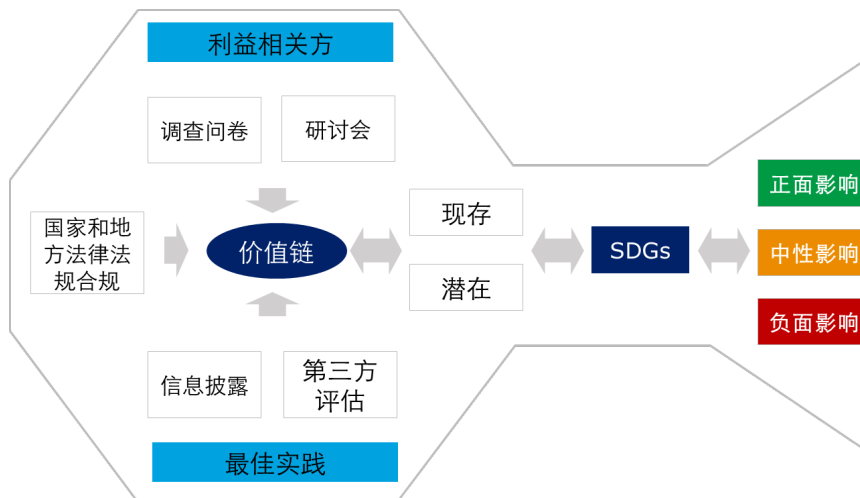 利益相关方
调查问卷
研讨会
国家和地
方法律法
规合规
价值链
现存
潜在
SDGs
正面影响
中性影响
负面影响
信息披露
第三方
评估
最佳实践